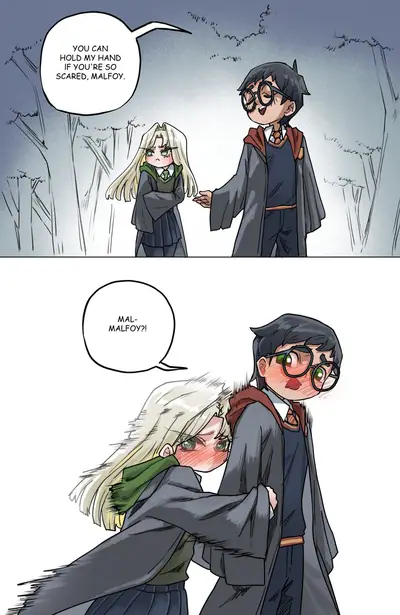 YOU CAN
HOLD MY HAND
IF YOU'RE SO
SCARED, MALFOY.
MAL-
MALFOY?!